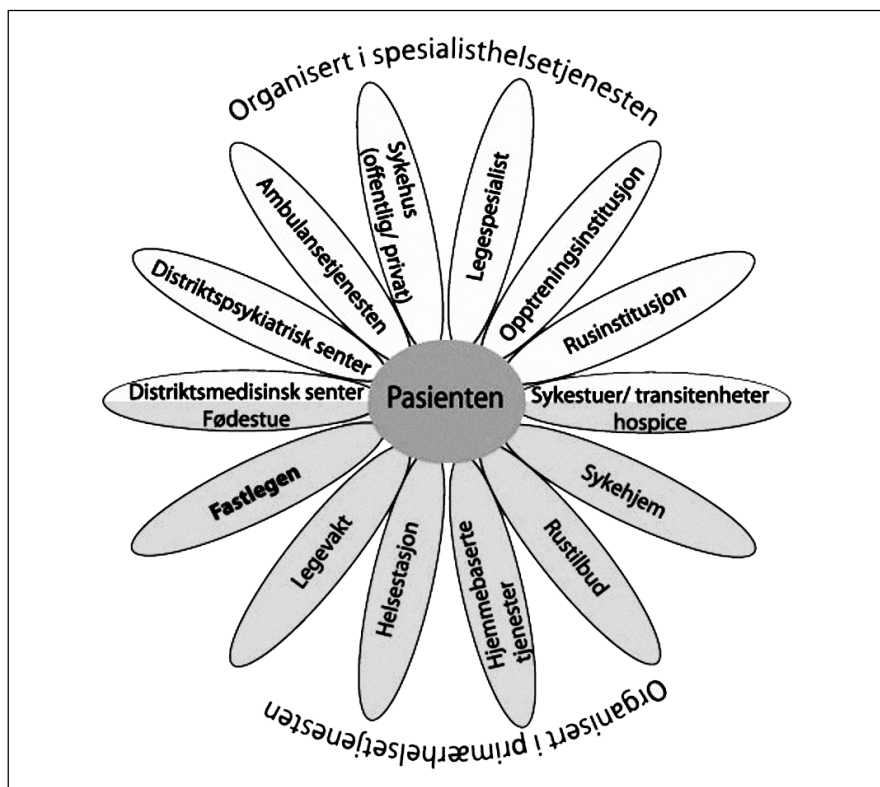 Organisert i spesialisthelsetjenesten
Sykehus
(offentlig/ privat)
Legespesialist
Opptreningsinstitusjon
Rusinstitusjon
Sykestuer/ transitenheter
hospice
Sykehjem
Rustilbud
Hjemmebaserte
tjenester
Helsestasjon
Legevakt
Fastlegen
Distriktsmedisinsk senter
Fødestue
Distriktspsykiatrisk senter
Ambulansetjenesten
Pasienten
Organisert i primærhelsetjenesten